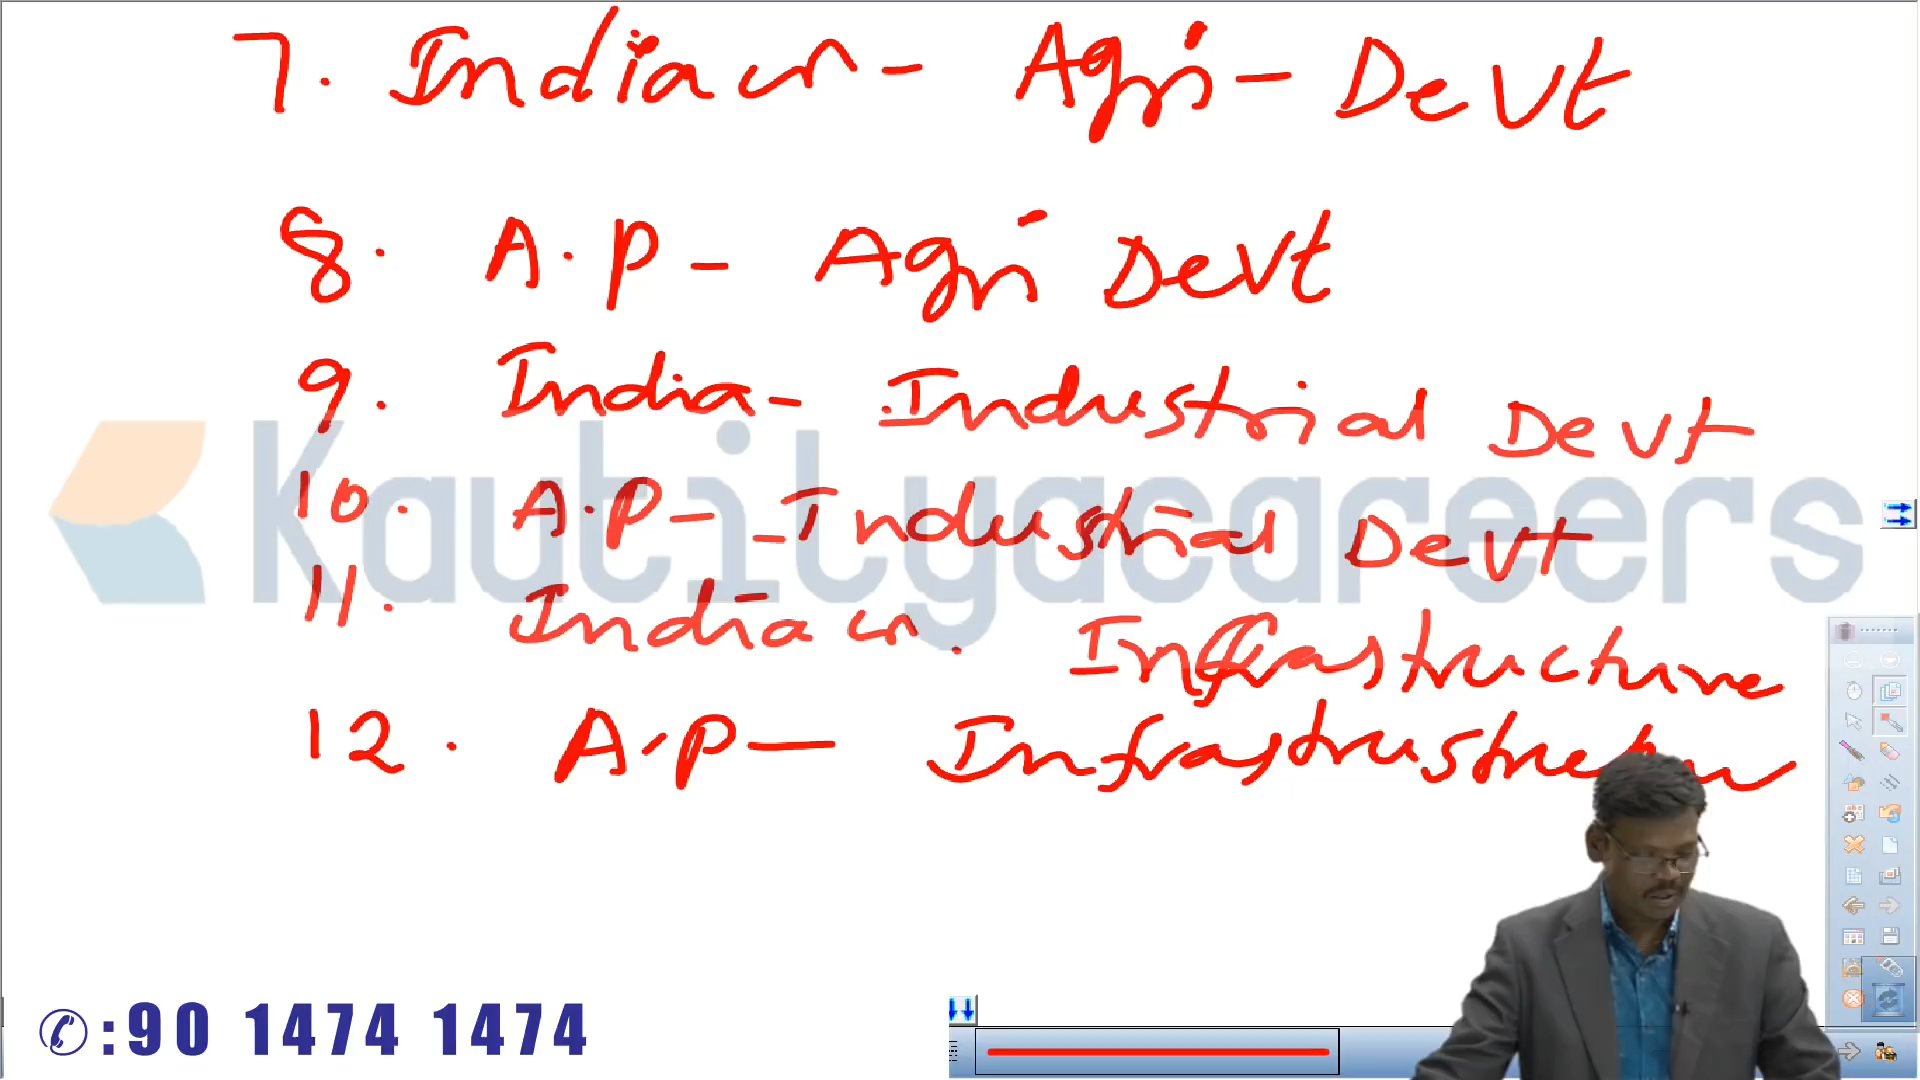 7. Indian - Agri - Devt
8. A.P - Agri Devt
9. India - Industrial Devt
10. A.P - Industrial Devt
11. Indian Infrastructure
12. A.P - Infrastrustructure
Kautilyacareers
✆:90 1474 1474